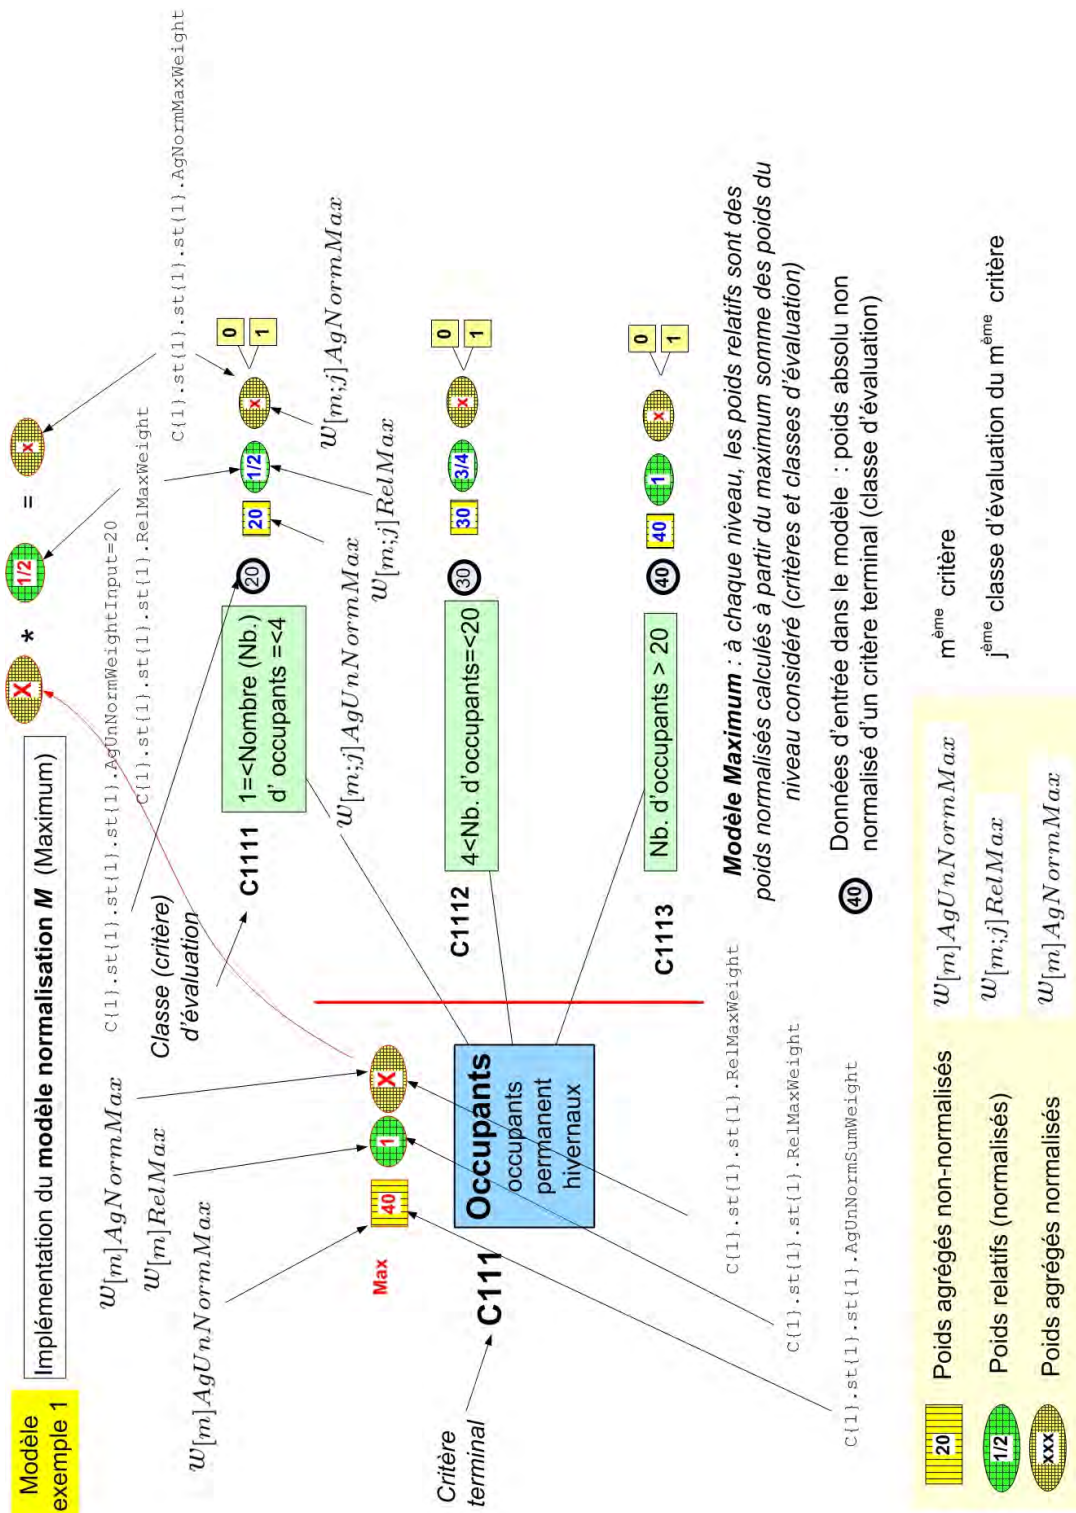 Modèle
exemple 1
Implémentation du modèle normalisation M (Maximum)
X * 1/2 = x
C{1}.st{1}.st{1}.st{1}.AgUnNormWeightInput=20
C{1}.st{1}.st{1}.st{1}.RelMaxWeight
C{1}.st{1}.st{1}.st{1}.AgNormMaxWeight
w[m]AgNormMax
w[m]RelMax
w[m]AgUnNormMax
Classe (critère)
d'évaluation
Max
40
1
X
Critère
terminal
C111
Occupants
occupants
permanent
hivernaux
C1111
1=<Nombre (Nb.)
d' occupants =<4
20
20
1/2
x
0
1
w[m;j]AgUnNormMax
w[m;j]RelMax
w[m;j]AgNormMax
C1112
4<Nb. d'occupants=<20
30
30
3/4
x
0
1
C1113
Nb. d'occupants > 20
40
40
1
x
0
1
C{1}.st{1}.st{1}.RelMaxWeight
C{1}.st{1}.st{1}.RelMaxWeight
C{1}.st{1}.st{1}.AgUnNormSumWeight
Modèle Maximum : à chaque niveau, les poids relatifs sont des
poids normalisés calculés à partir du maximum somme des poids du
niveau considéré (critères et classes d'évaluation)
40
Données d'entrée dans le modèle : poids absolu non
normalisé d'un critère terminal (classe d'évaluation)
20
Poids agrégés non-normalisés
w[m]AgUnNormMax
mème critère
1/2
Poids relatifs (normalisés)
w[m;j]RelMax
jème classe d'évaluation du mème critère
xxx
Poids agrégés normalisés
w[m]AgNormMax